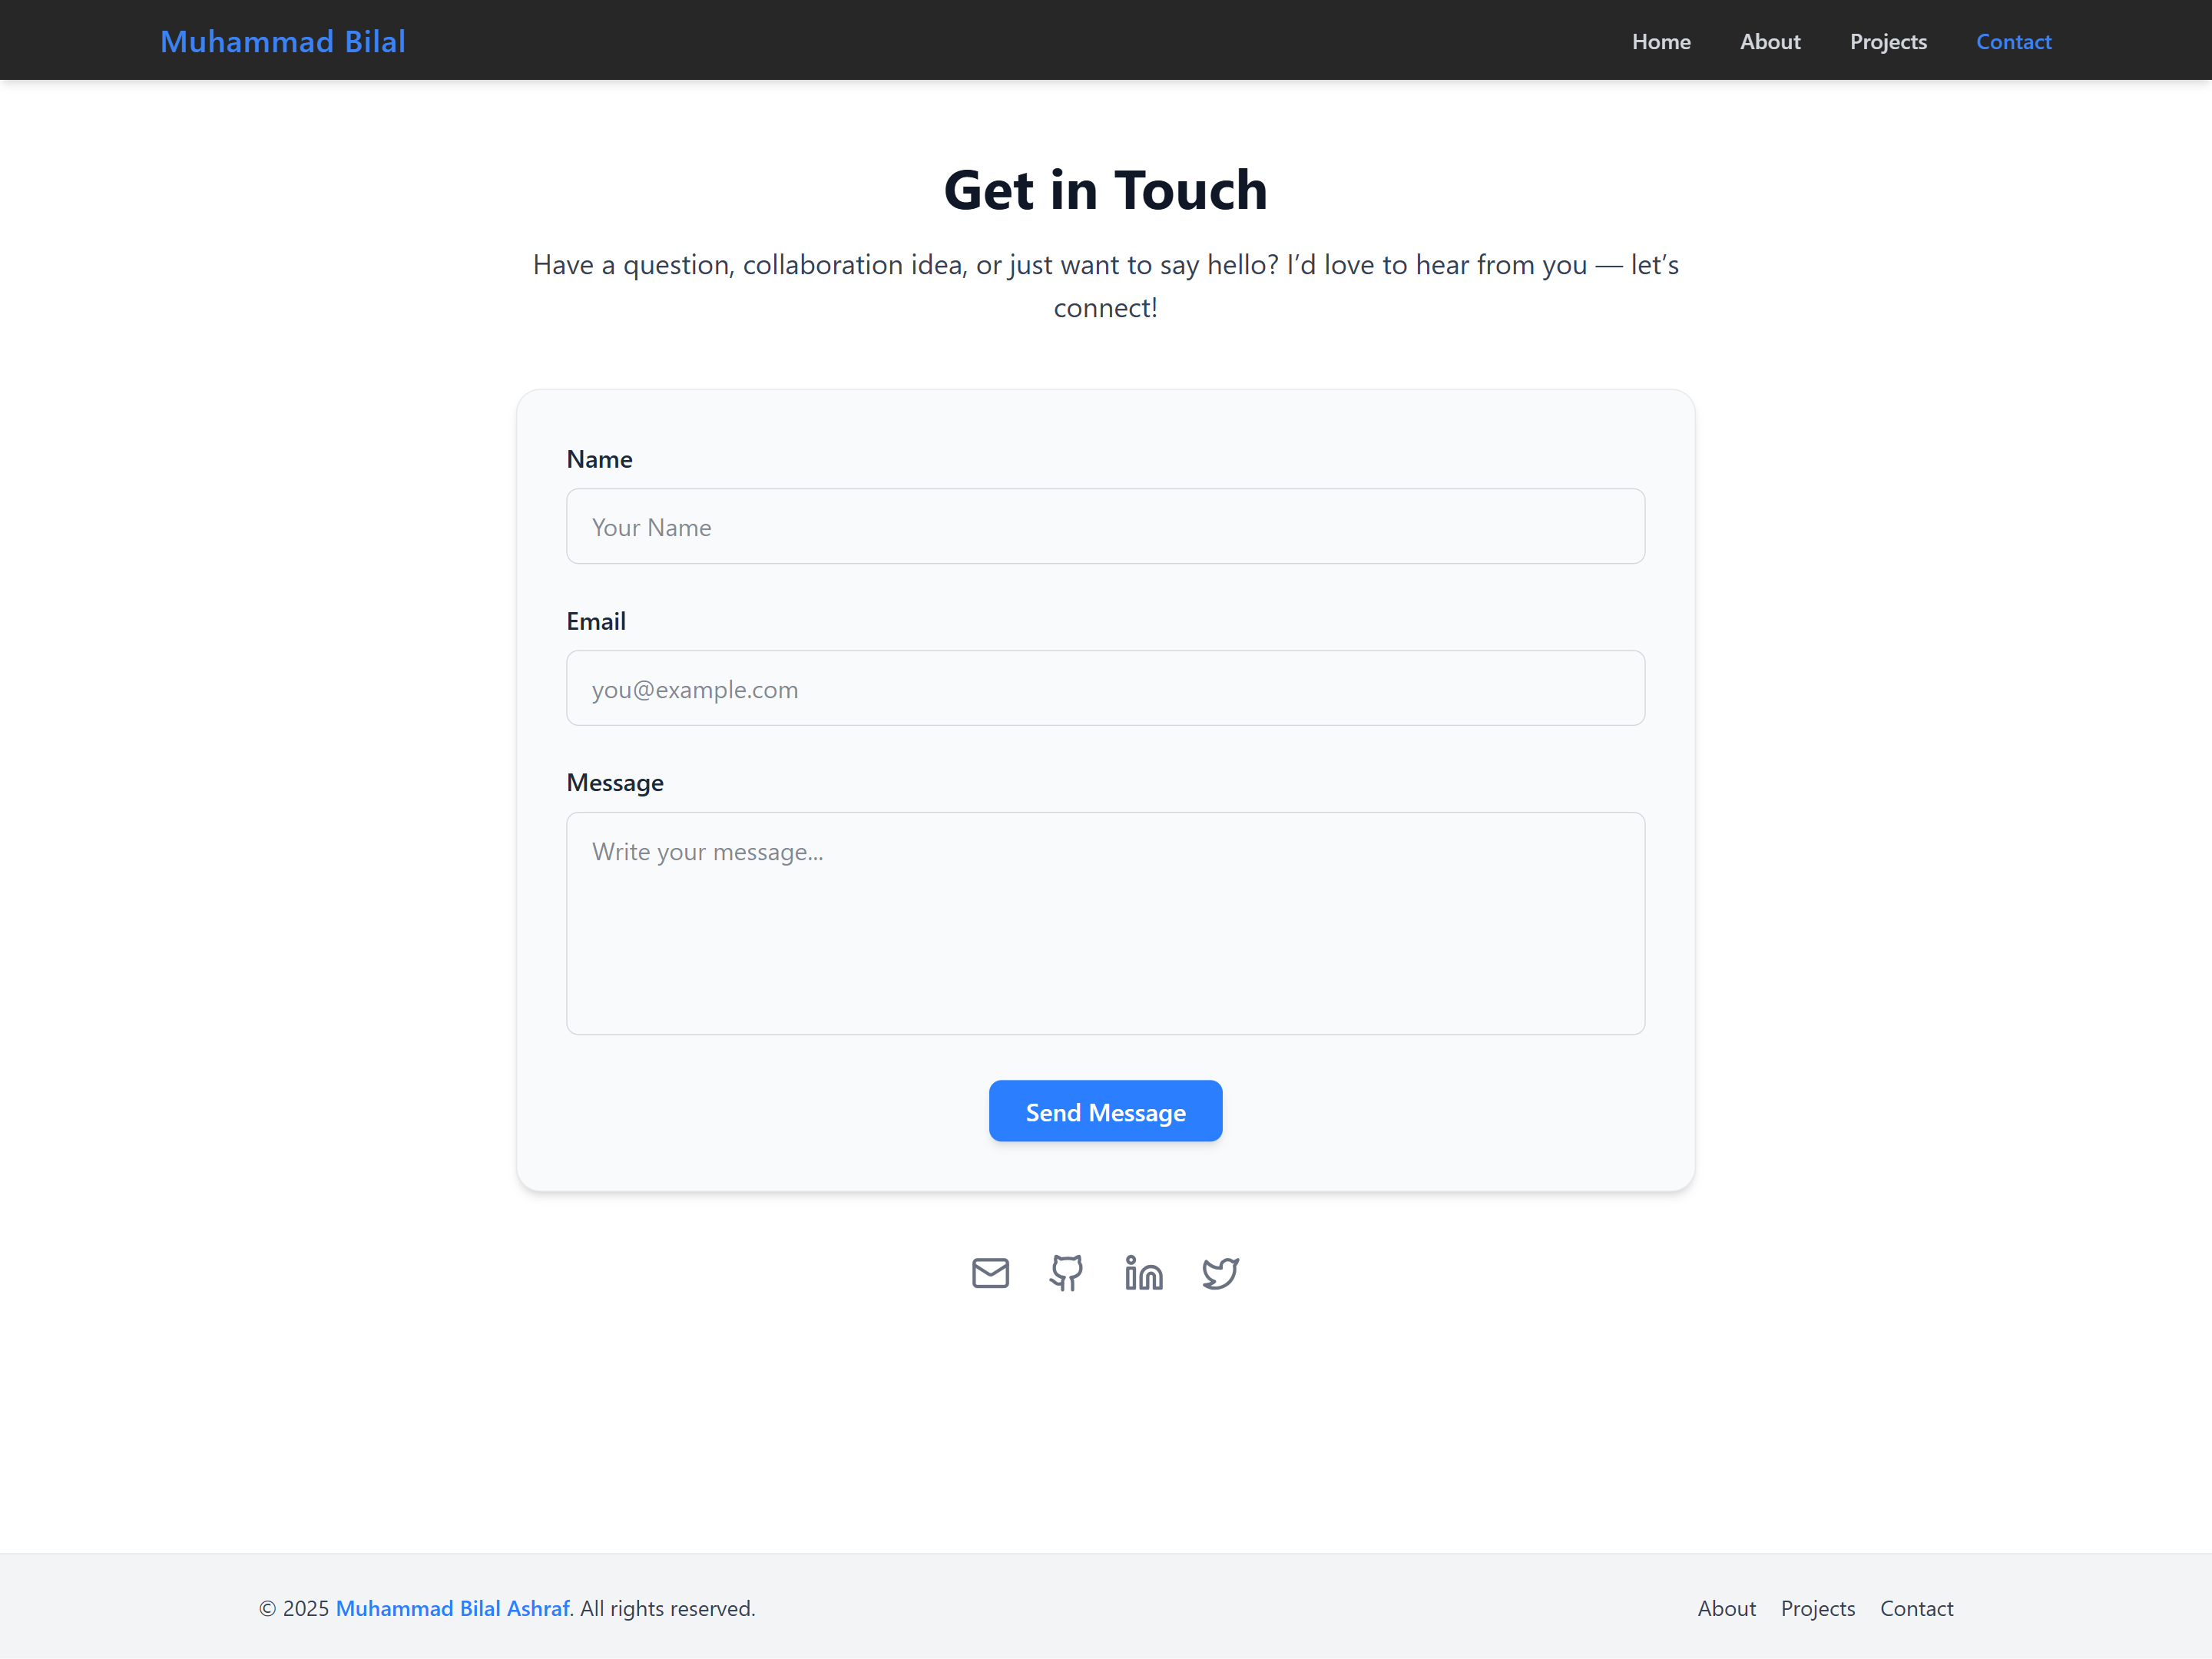 Muhammad Bilal
Home About Projects Contact
Get in Touch
Have a question, collaboration idea, or just want to say hello? I’d love to hear from you — let’s
connect!
Name
Your Name
Email
you@example.com
Message
Write your message...
Send Message
© 2025 Muhammad Bilal Ashraf. All rights reserved.
About Projects Contact